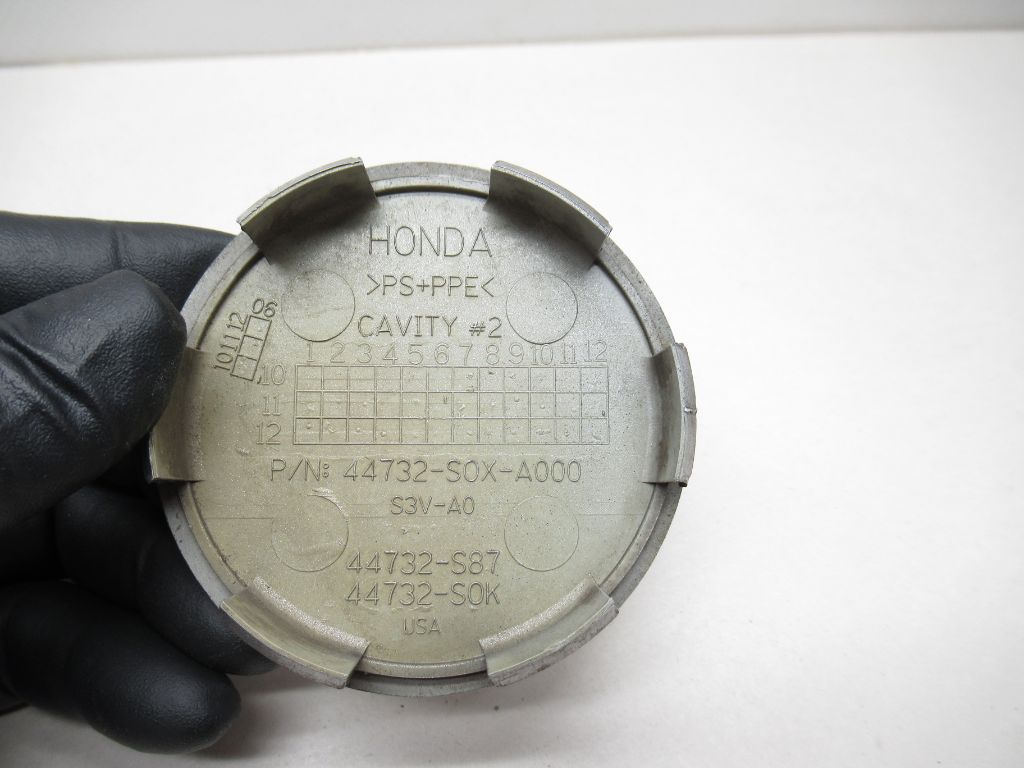 HONDA
>PS+PPE<
CAVITY #2
10 11 12 06
1 2 3 4 5 6 7 8 9 10 11 12
10
11
12
P/N: 44732-S0X-A000
S3V-A0
44732-S87
44732-S0K
USA